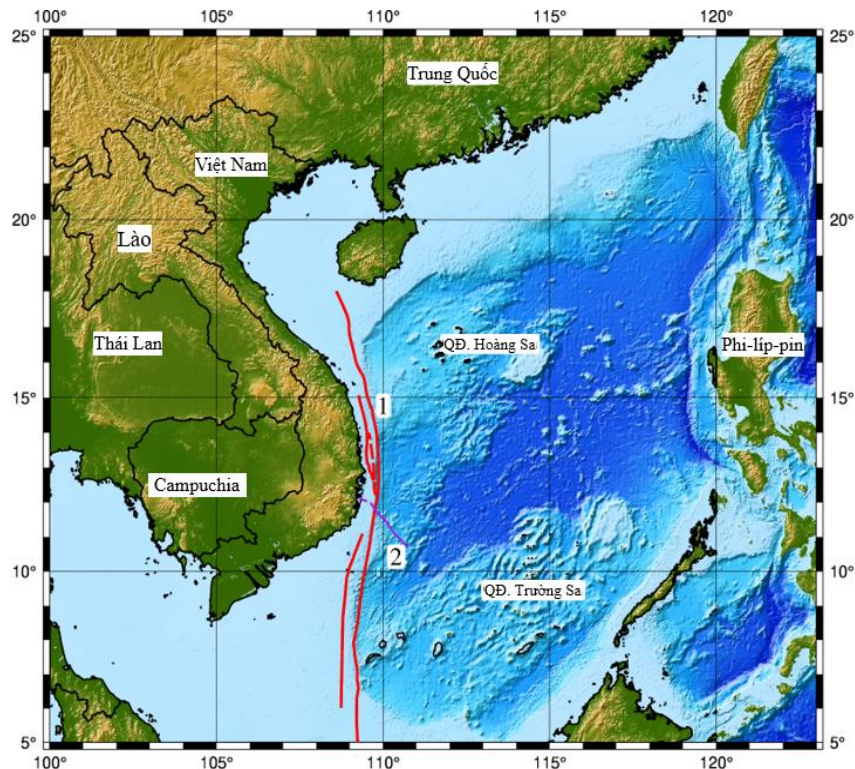 100° 105° 110° 115° 120°
25° 25°
Trung Quốc
Việt Nam
20° 20°
Lào
Thái Lan
QĐ. Hoàng Sa
Phi-líp-pin
15° 15°
1
Campuchia
2
10° 10°
QĐ. Trường Sa
5° 5°
100° 105° 110° 115° 120°